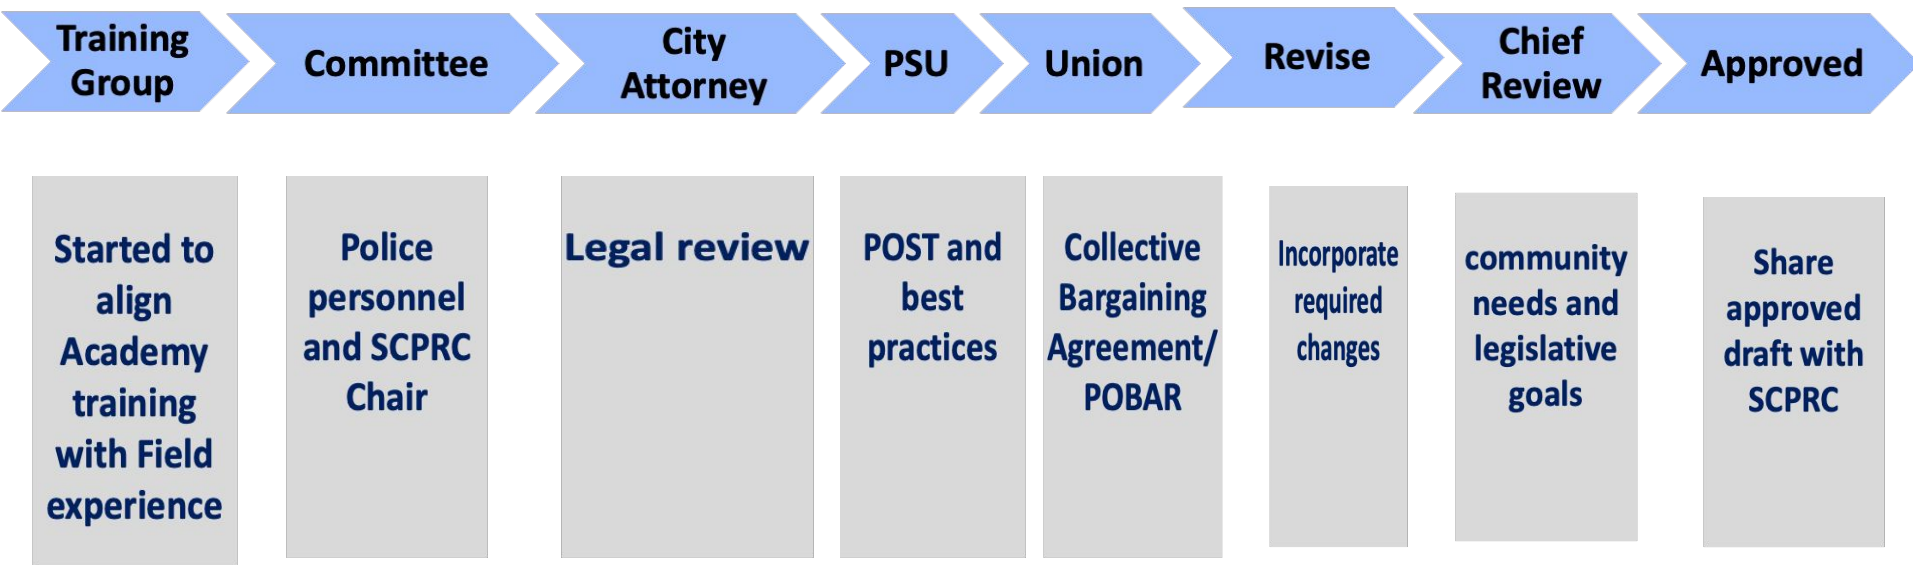 Training
Group
Committee
City
Attorney
PSU
Union
Revise
Chief
Review
Approved
Started to
align
Academy
training
with Field
experience
Police
personnel
and SCPRC
Chair
Legal review
POST and
best
practices
Collective
Bargaining
Agreement/
POBAR
Incorporate
required
changes
community
needs and
legislative
goals
Share
approved
draft with
SCPRC